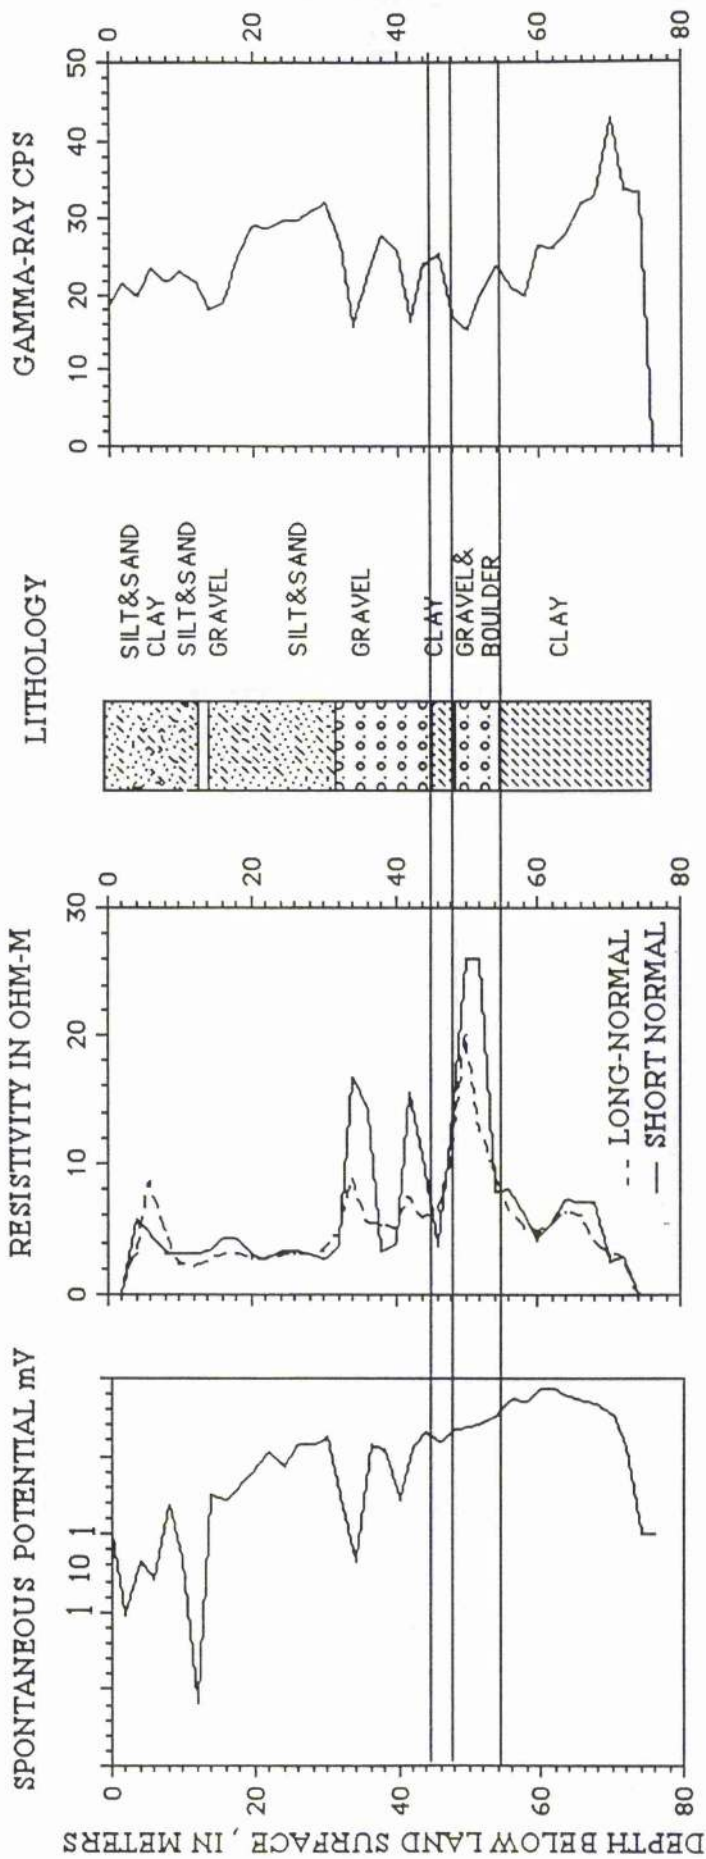 SPONTANEOUS POTENTIAL mV
RESISTIVITY IN OHM-M
LITHOLOGY
GAMMA-RAY CPS
1 10 1
0 10 20 30
0 10 20 30 40 50
DEPTH BELOW LAND SURFACE, IN METERS
0
20
40
60
80
0
20
40
60
80
--- LONG-NORMAL
— SHORT NORMAL
SILT&SAND
CLAY
SILT&SAND
GRAVEL
SILT&SAND
GRAVEL
CLAY
GRAVEL&
BOULDER
CLAY
0
20
40
60
80